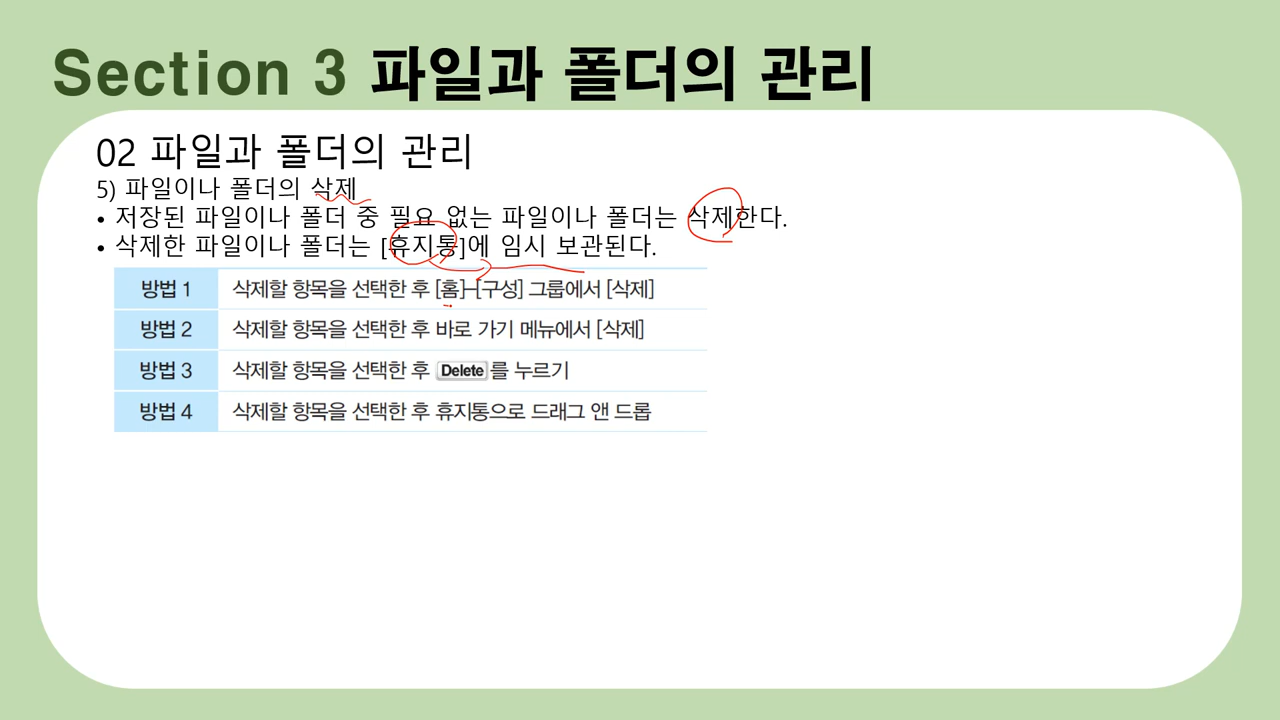 Section 3 파일과 폴더의 관리
02 파일과 폴더의 관리
5) 파일이나 폴더의 삭제
• 저장된 파일이나 폴더 중 필요 없는 파일이나 폴더는 삭제한다.
• 삭제한 파일이나 폴더는 [휴지통]에 임시 보관된다.
방법 1 삭제할 항목을 선택한 후 [홈]-[구성] 그룹에서 [삭제]
방법 2 삭제할 항목을 선택한 후 바로 가기 메뉴에서 [삭제]
방법 3 삭제할 항목을 선택한 후 Delete를 누르기
방법 4 삭제할 항목을 선택한 후 휴지통으로 드래그 앤 드롭